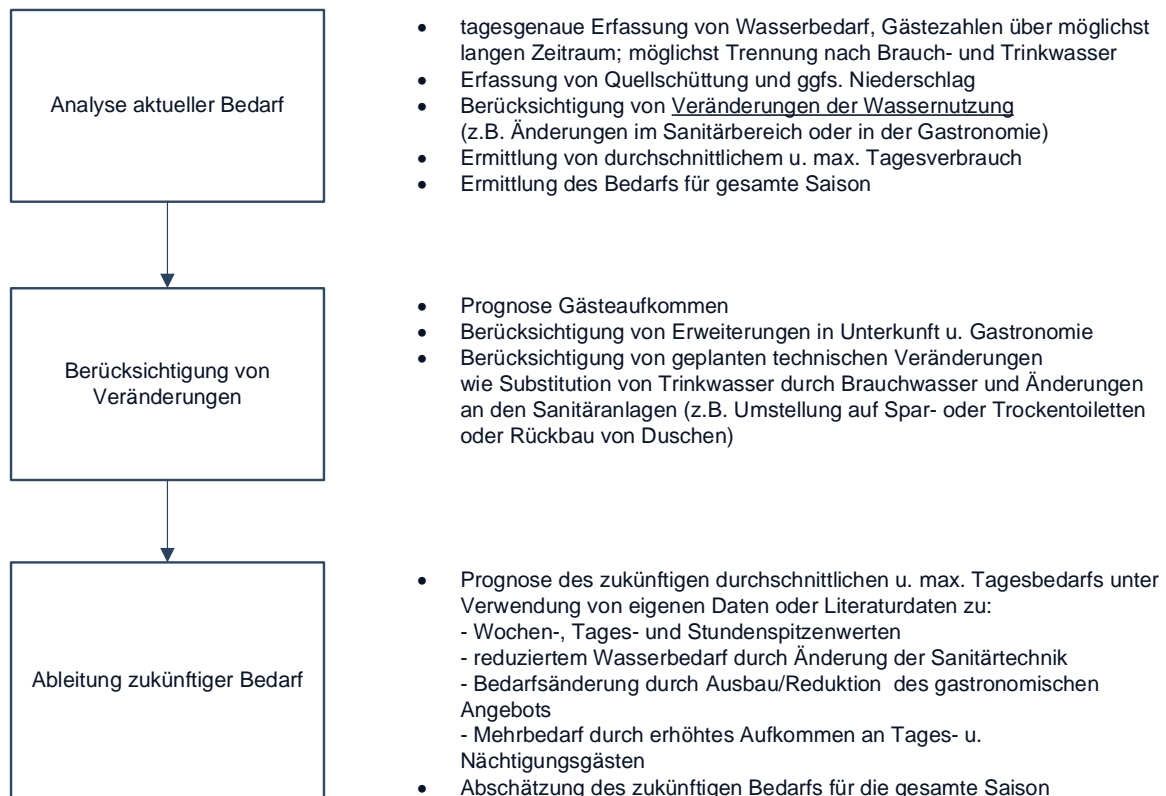 Analyse aktueller Bedarf
• tagesgenaue Erfassung von Wasserbedarf, Gästezahlen über möglichst
langen Zeitraum; möglichst Trennung nach Brauch- und Trinkwasser
• Erfassung von Quellschüttung und ggfs. Niederschlag
• Berücksichtigung von Veränderungen der Wassernutzung
(z.B. Änderungen im Sanitärbereich oder in der Gastronomie)
• Ermittlung von durchschnittlichem u. max. Tagesverbrauch
• Ermittlung des Bedarfs für gesamte Saison
Berücksichtigung von
Veränderungen
• Prognose Gästeaufkommen
• Berücksichtigung von Erweiterungen in Unterkunft u. Gastronomie
• Berücksichtigung von geplanten technischen Veränderungen
wie Substitution von Trinkwasser durch Brauchwasser und Änderungen
an den Sanitäranlagen (z.B. Umstellung auf Spar- oder Trockentoiletten
oder Rückbau von Duschen)
Ableitung zukünftiger Bedarf
• Prognose des zukünftigen durchschnittlichen u. max. Tagesbedarfs unter
Verwendung von eigenen Daten oder Literaturdaten zu:
- Wochen-, Tages- und Stundenspitzenwerten
- reduziertem Wasserbedarf durch Änderung der Sanitärtechnik
- Bedarfsänderung durch Ausbau/Reduktion des gastronomischen
Angebots
- Mehrbedarf durch erhöhtes Aufkommen an Tages- u.
Nächtigungsgästen
• Abschätzung des zukünftigen Bedarfs für die gesamte Saison